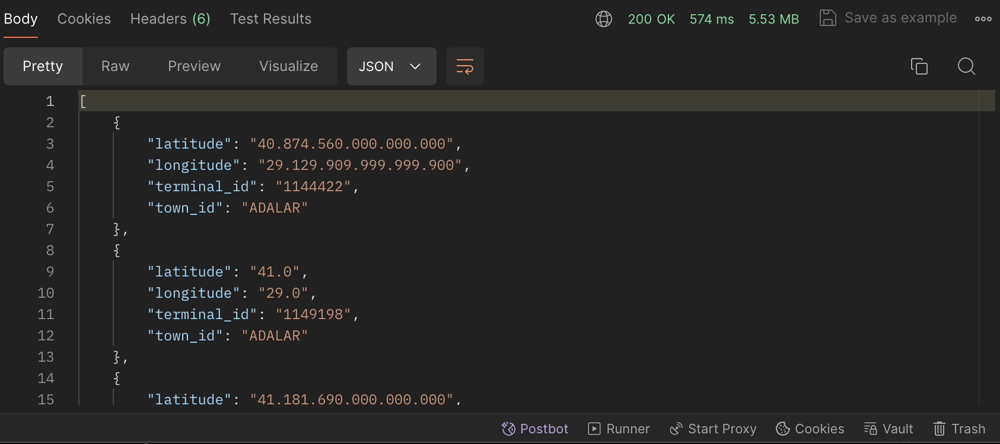 Body Cookies Headers (6) Test Results 200 OK 574 ms 5.53 MB Save as example
Pretty Raw Preview Visualize JSON
1 [
2 {
3 "latitude": "40.874.560.000.000.000",
4 "longitude": "29.129.909.999.999.900",
5 "terminal_id": "1144422",
6 "town_id": "ADALAR"
7 },
8 {
9 "latitude": "41.0",
10 "longitude": "29.0",
11 "terminal_id": "1149198",
12 "town_id": "ADALAR"
13 },
14 {
15 "latitude": "41.181.690.000.000.000",
Postbot Runner Start Proxy Cookies Vault Trash